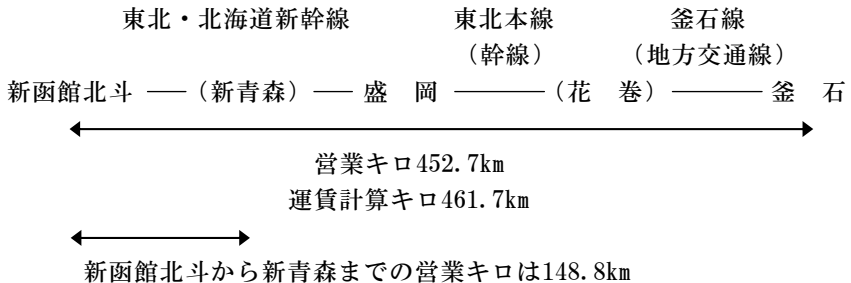 東北・北海道新幹線　東北本線　釜石線
（幹線）　（地方交通線）
新函館北斗 ──（新青森）── 盛　岡 ────（花　巻）──── 釜　石
営業キロ452.7km
運賃計算キロ461.7km
新函館北斗から新青森までの営業キロは148.8km